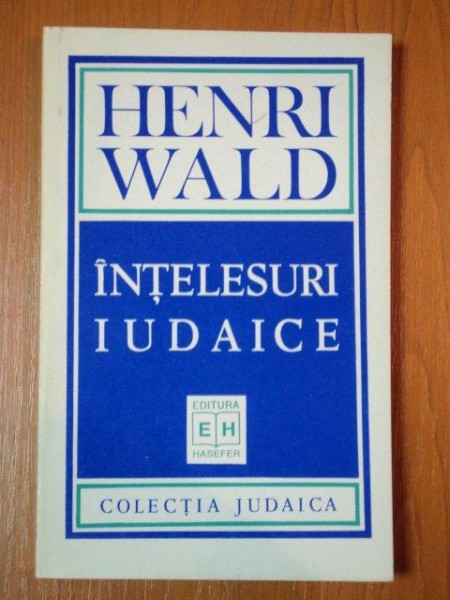 HENRI
WALD
ÎNȚELESURI
IUDAICE
EDITURA
E H
HASEFER
COLECȚIA JUDAICA